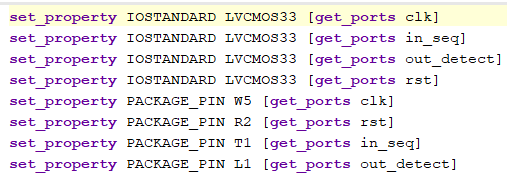 set_property IOSTANDARD LVCMOS33 [get_ports clk]
set_property IOSTANDARD LVCMOS33 [get_ports in_seq]
set_property IOSTANDARD LVCMOS33 [get_ports out_detect]
set_property IOSTANDARD LVCMOS33 [get_ports rst]
set_property PACKAGE_PIN W5 [get_ports clk]
set_property PACKAGE_PIN R2 [get_ports rst]
set_property PACKAGE_PIN T1 [get_ports in_seq]
set_property PACKAGE_PIN L1 [get_ports out_detect]